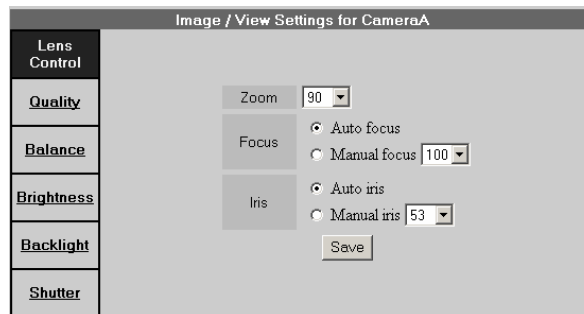 Image / View Settings for CameraA
Lens
Control
Quality
Balance
Brightness
Backlight
Shutter
Zoom 90
Focus
Auto focus
Manual focus 100
Iris
Auto iris
Manual iris 53
Save